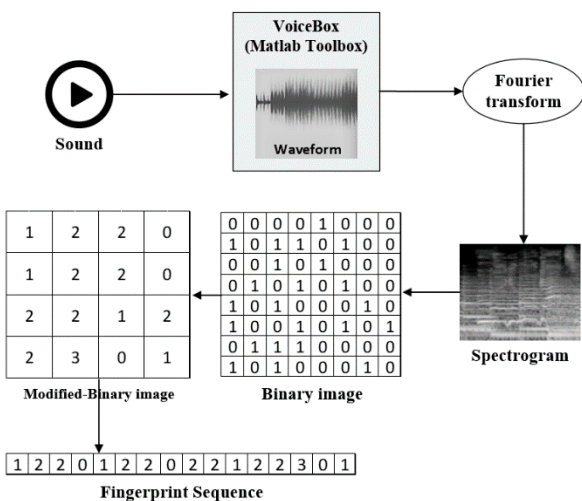 VoiceBox
(Matlab Toolbox)
Waveform
Sound
Fourier
transform
Spectrogram
0 0 0 0 1 0 0 0
1 0 1 1 0 1 0 0
0 0 1 0 1 0 0 0
0 1 0 1 0 1 0 0
1 0 1 0 0 0 1 0
1 0 0 1 0 1 0 1
0 1 1 1 0 0 0 0
1 0 1 0 0 0 1 0
Binary image
1 2 2 0
1 2 2 0
2 2 1 2
2 3 0 1
Modified-Binary image
1 2 2 0 1 2 2 0 2 2 1 2 2 3 0 1
Fingerprint Sequence